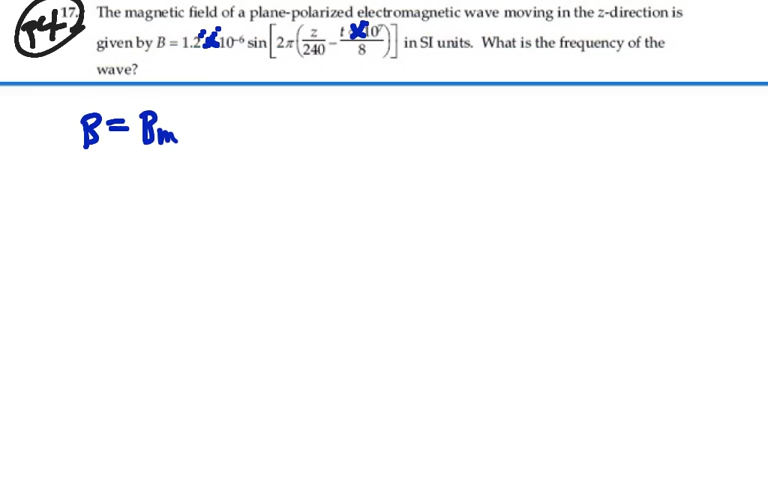 17. The magnetic field of a plane-polarized electromagnetic wave moving in the z-direction is
given by B = 1.2 × 10⁻⁶ sin[2π(z/240 − t × 10⁷/8)] in SI units. What is the frequency of the
wave?
B = Bm